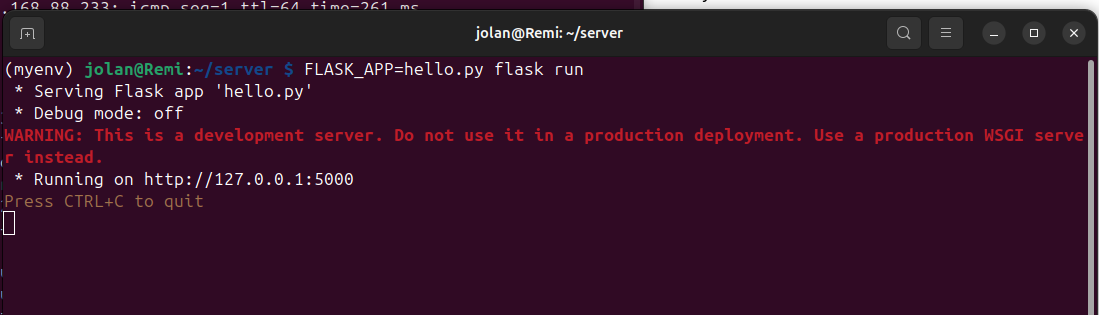 .168.88.233: icmp_seq=1 ttl=64 time=261 ms
jolan@Remi: ~/server
(myenv) jolan@Remi:~/server $ FLASK_APP=hello.py flask run
* Serving Flask app 'hello.py'
* Debug mode: off
WARNING: This is a development server. Do not use it in a production deployment. Use a production WSGI serve
r instead.
* Running on http://127.0.0.1:5000
Press CTRL+C to quit